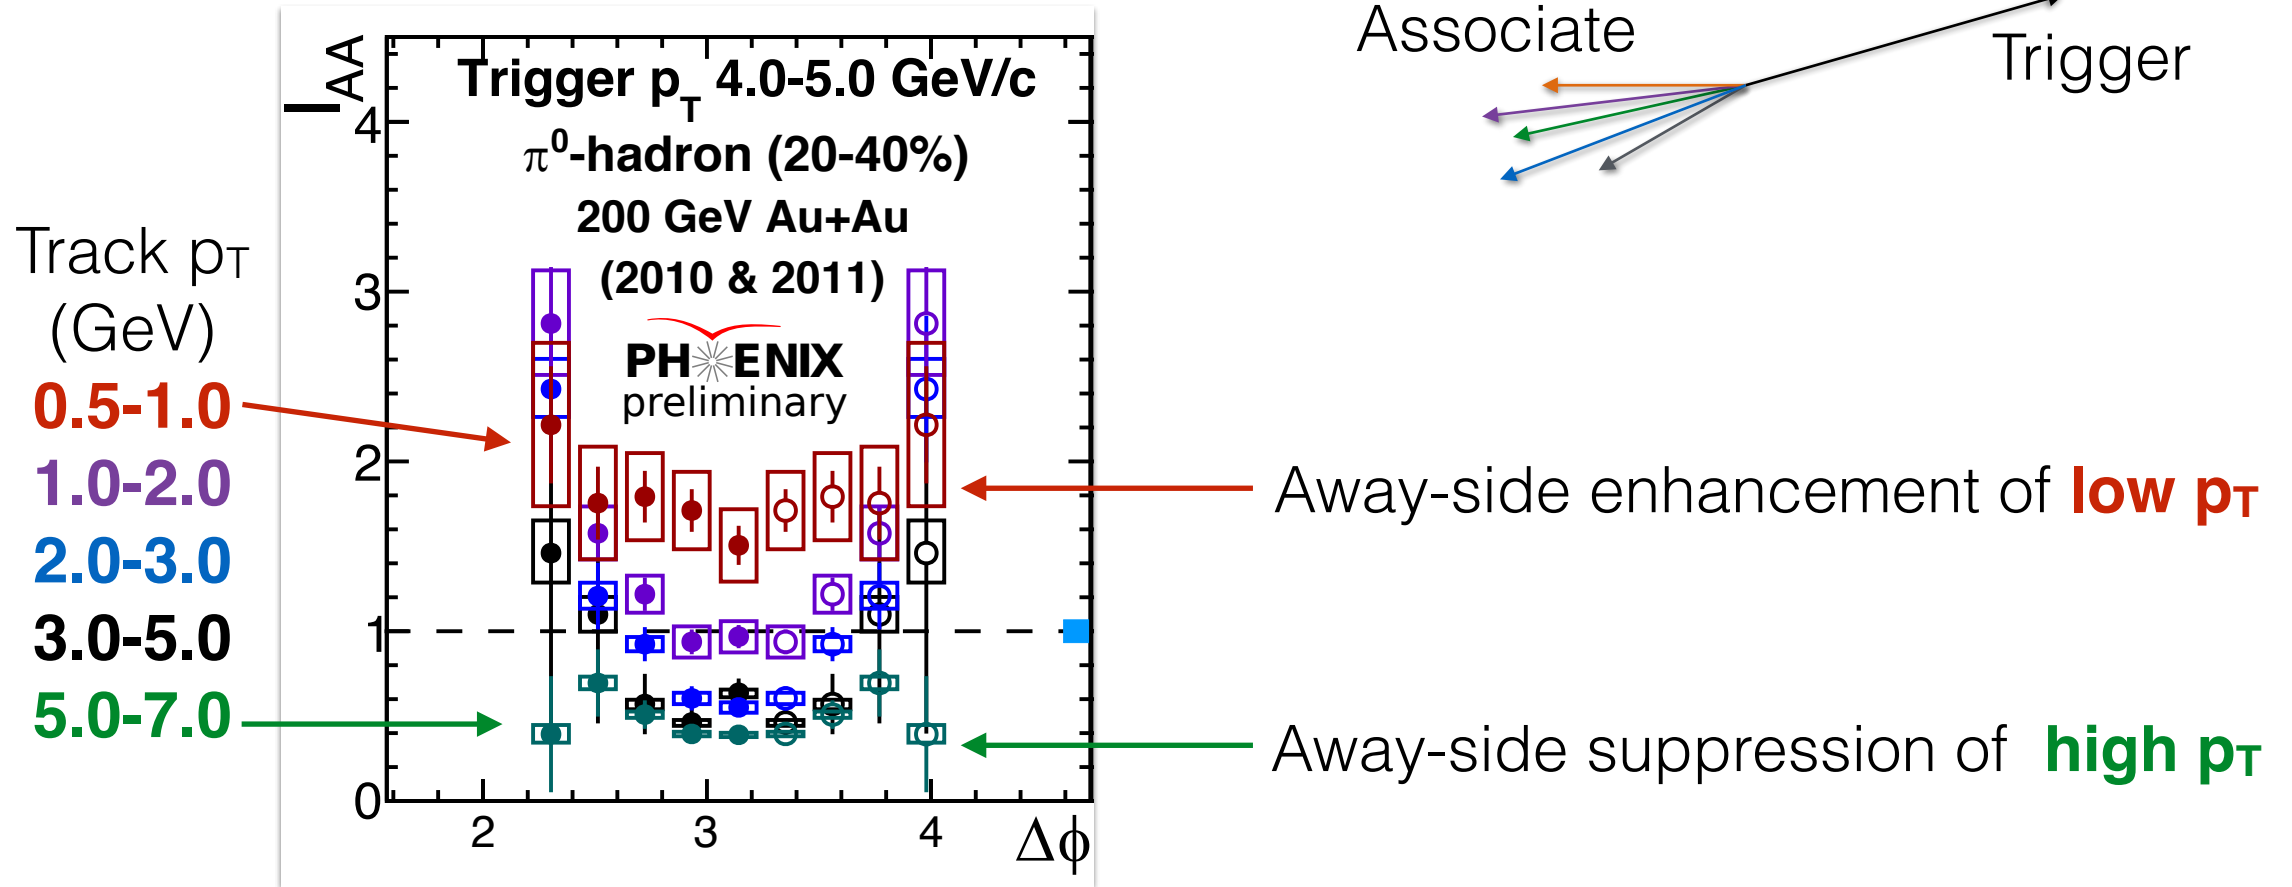 Associate
Trigger
I_AA
Trigger p_T 4.0-5.0 GeV/c
π⁰-hadron (20-40%)
200 GeV Au+Au
(2010 & 2011)
PHENIX
preliminary
4
3
2
1
0
2
3
4
Δϕ
Track pT
(GeV)
0.5-1.0
1.0-2.0
2.0-3.0
3.0-5.0
5.0-7.0
Away-side enhancement of low pT
Away-side suppression of high pT